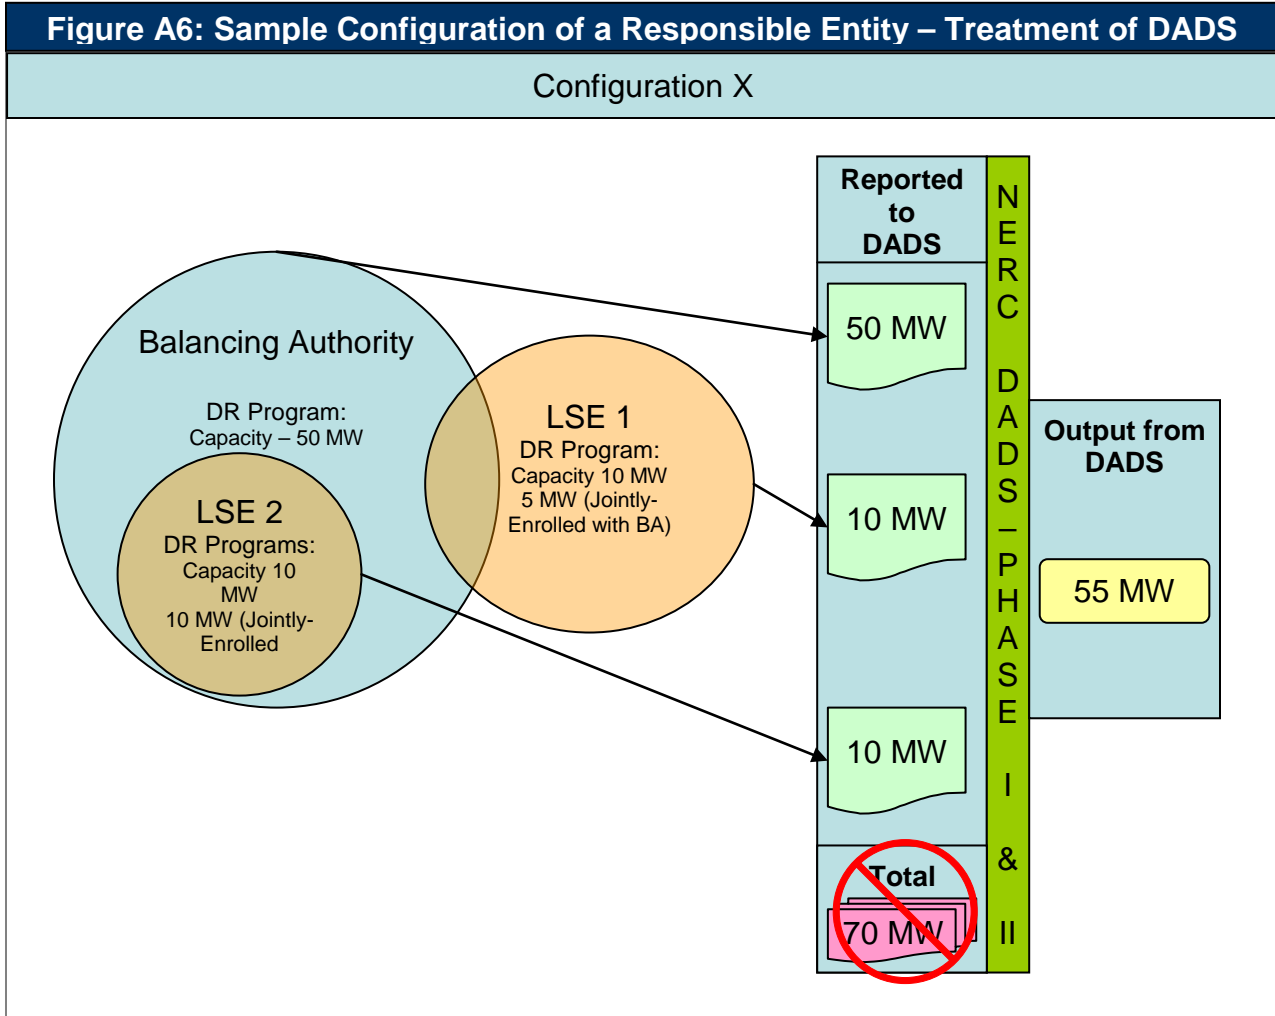 Figure A6: Sample Configuration of a Responsible Entity – Treatment of DADS
Configuration X
Balancing Authority
DR Program:
Capacity – 50 MW
LSE 2
DR Programs:
Capacity 10
MW
10 MW (Jointly-
Enrolled
LSE 1
DR Program:
Capacity 10 MW
5 MW (Jointly-
Enrolled with BA)
Reported
to
DADS
50 MW
10 MW
10 MW
Total
70 MW
NERC DADS–PHASE I & II
Output from
DADS
55 MW